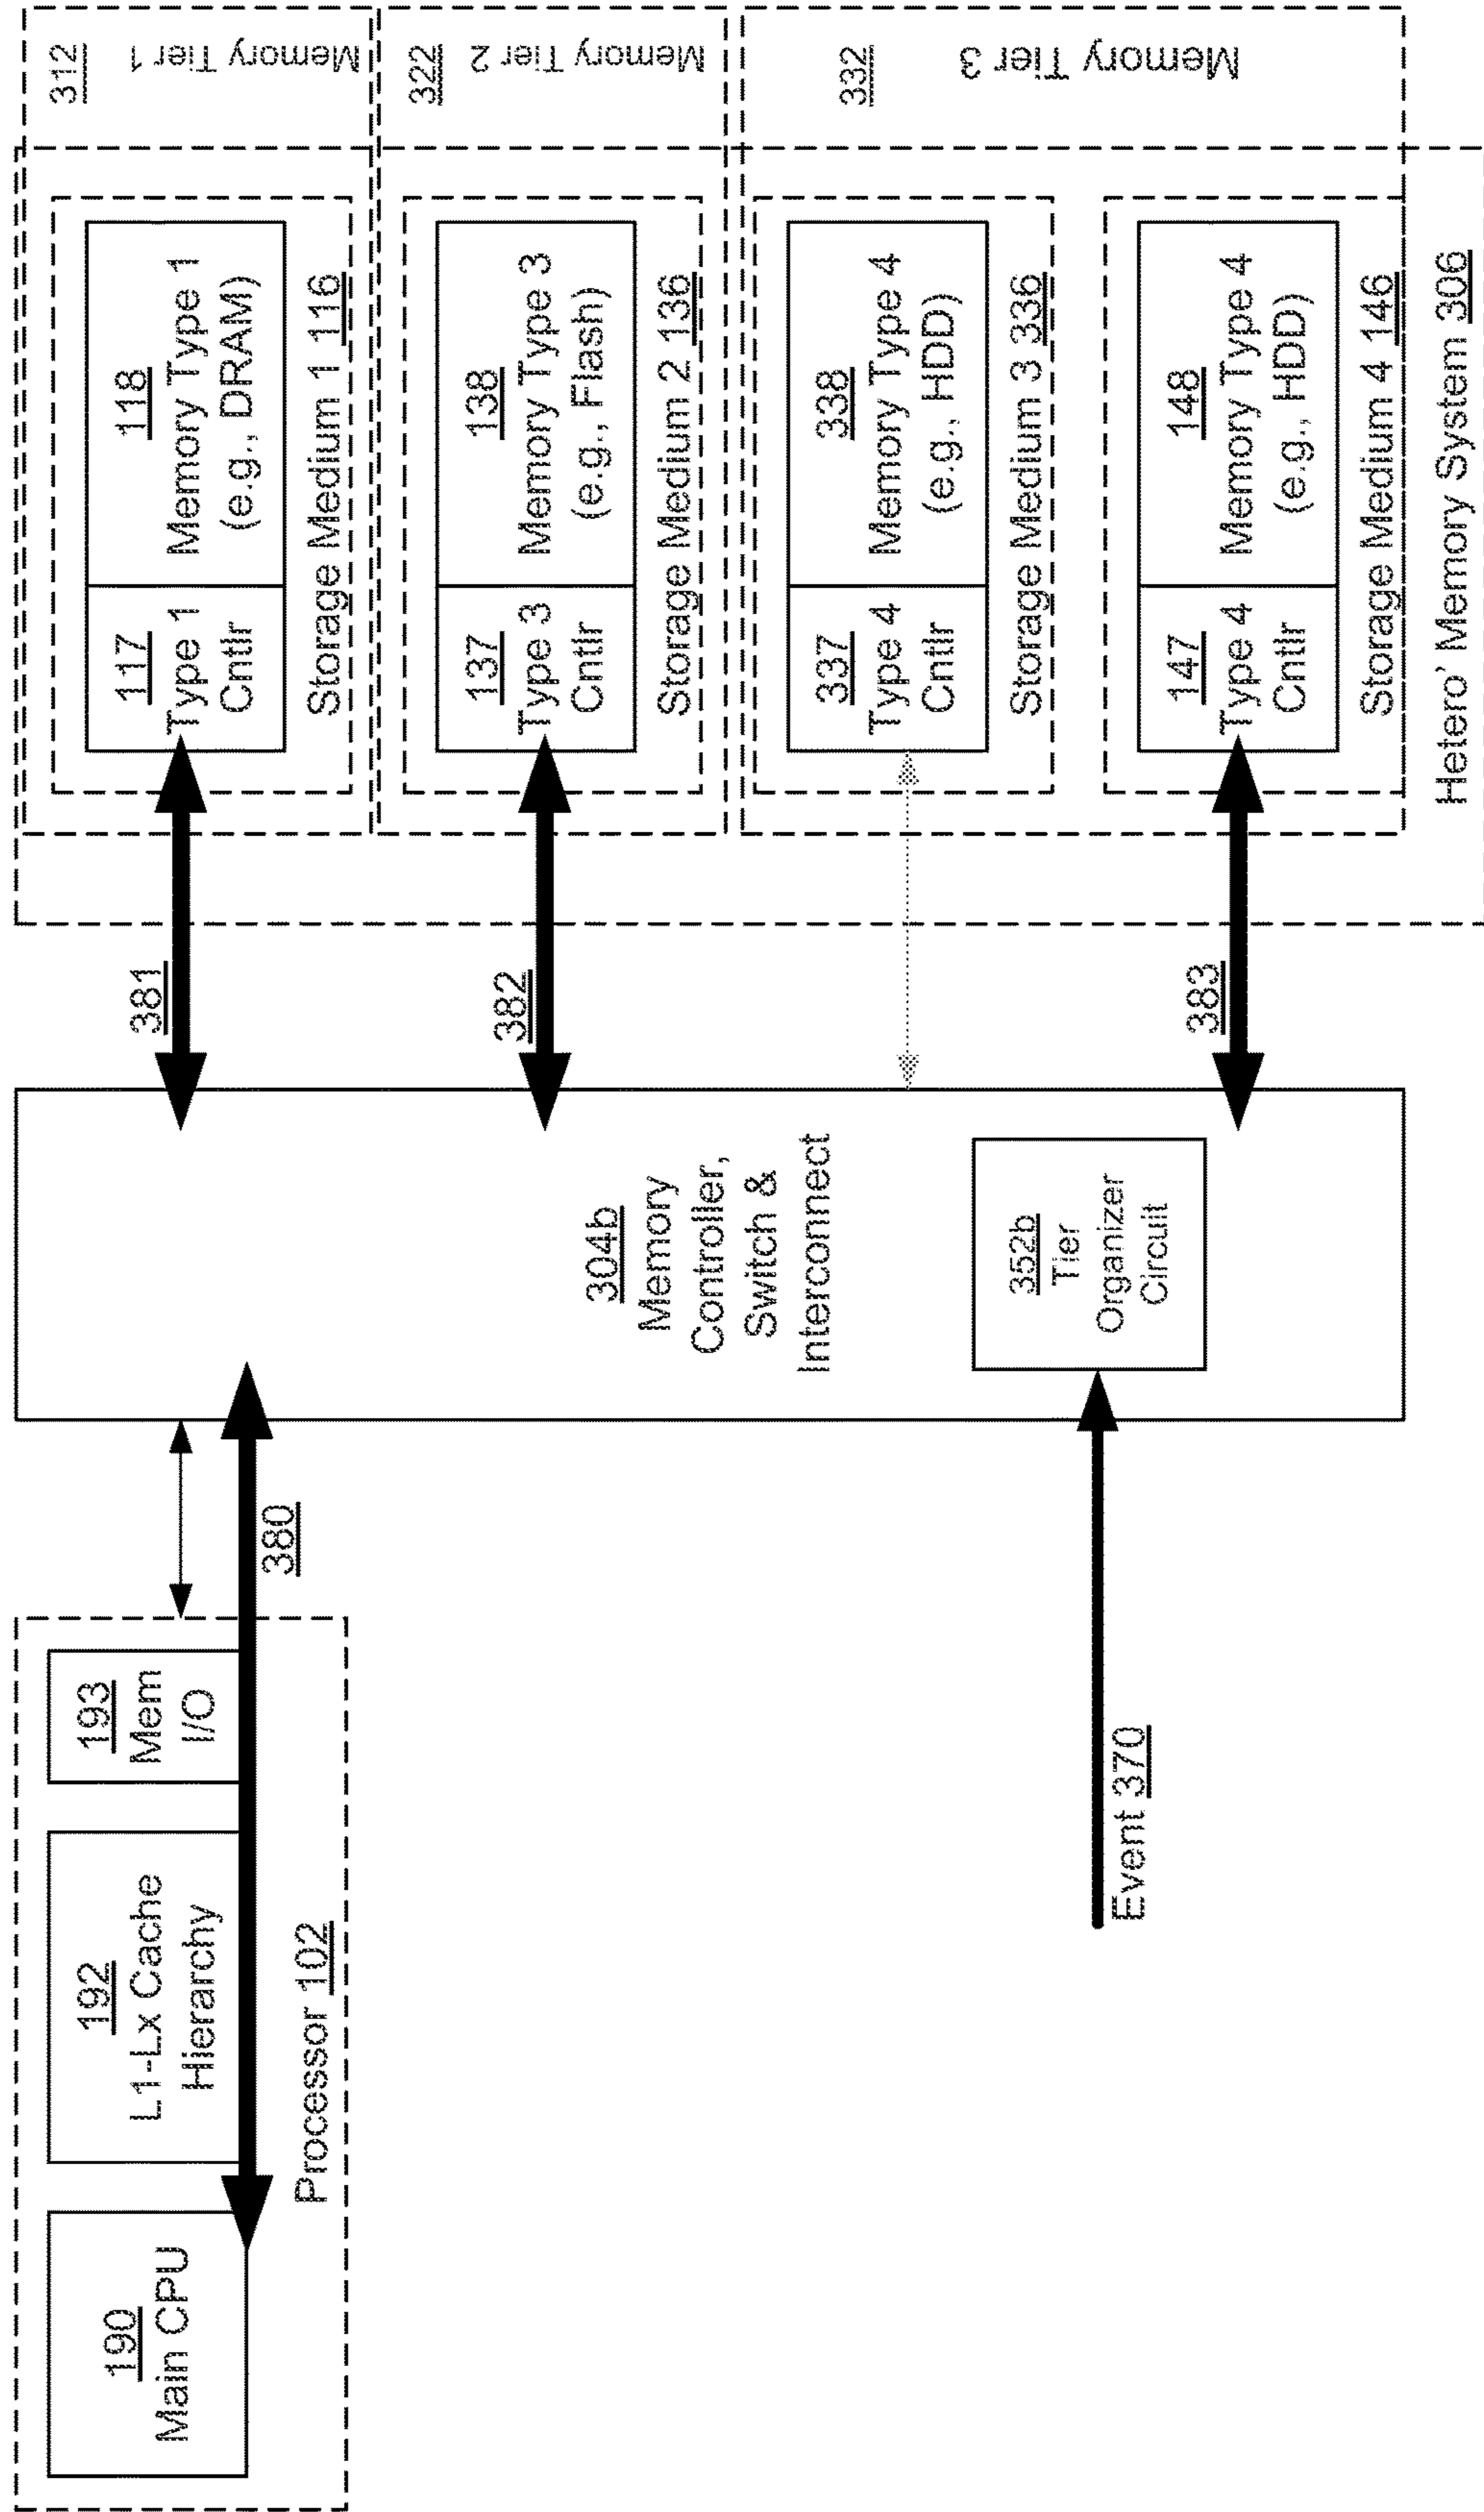 190
Main CPU
192
L1-Lx Cache
Hierarchy
193
Mem
I/O
Processor 102
380
304b
Memory
Controller,
Switch &
Interconnect
352b
Tier
Organizer
Circuit
Event 370
381
382
383
117
Type 1
Cntlr
118
Memory Type 1
(e.g., DRAM)
Storage Medium 1 116
312
Memory Tier 1
137
Type 3
Cntlr
138
Memory Type 3
(e.g., Flash)
Storage Medium 2 136
322
Memory Tier 2
337
Type 4
Cntlr
338
Memory Type 4
(e.g., HDD)
Storage Medium 3 336
332
Memory Tier 3
147
Type 4
Cntlr
148
Memory Type 4
(e.g., HDD)
Storage Medium 4 146
Hetero' Memory System 306